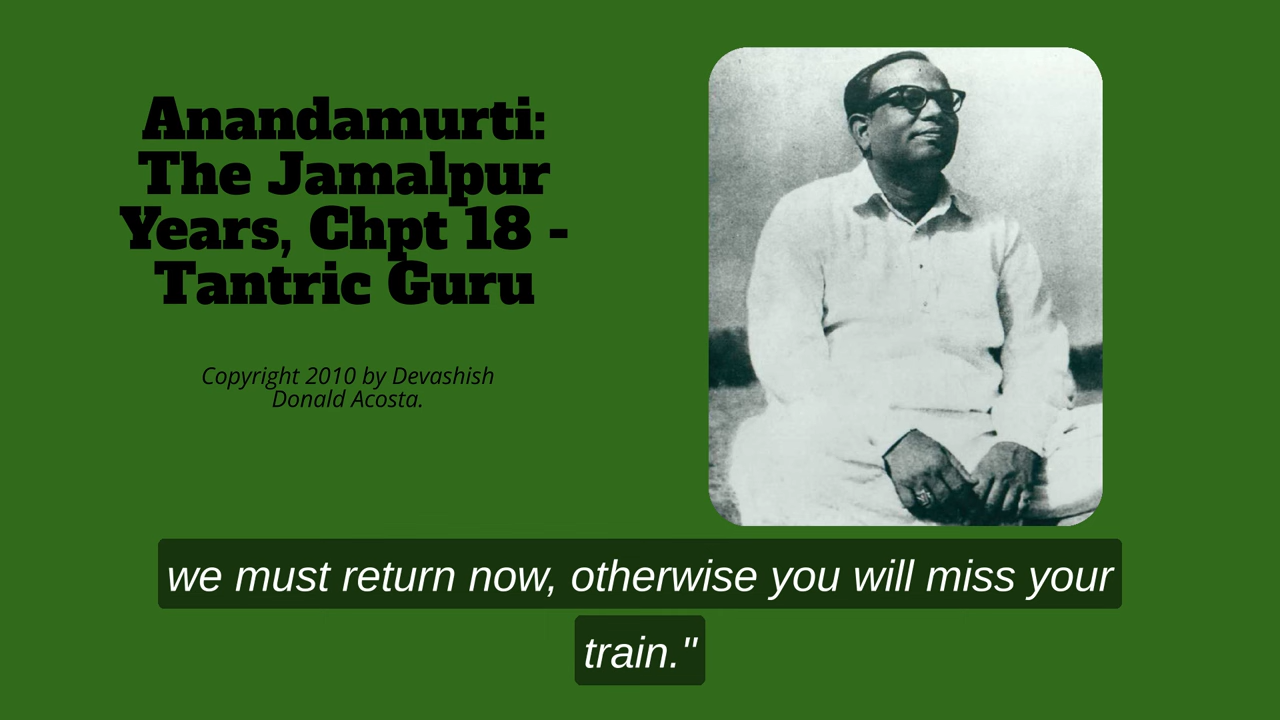 Anandamurti:
The Jamalpur
Years, Chpt 18 -
Tantric Guru
Copyright 2010 by Devashish
Donald Acosta.
we must return now, otherwise you will miss your
train."